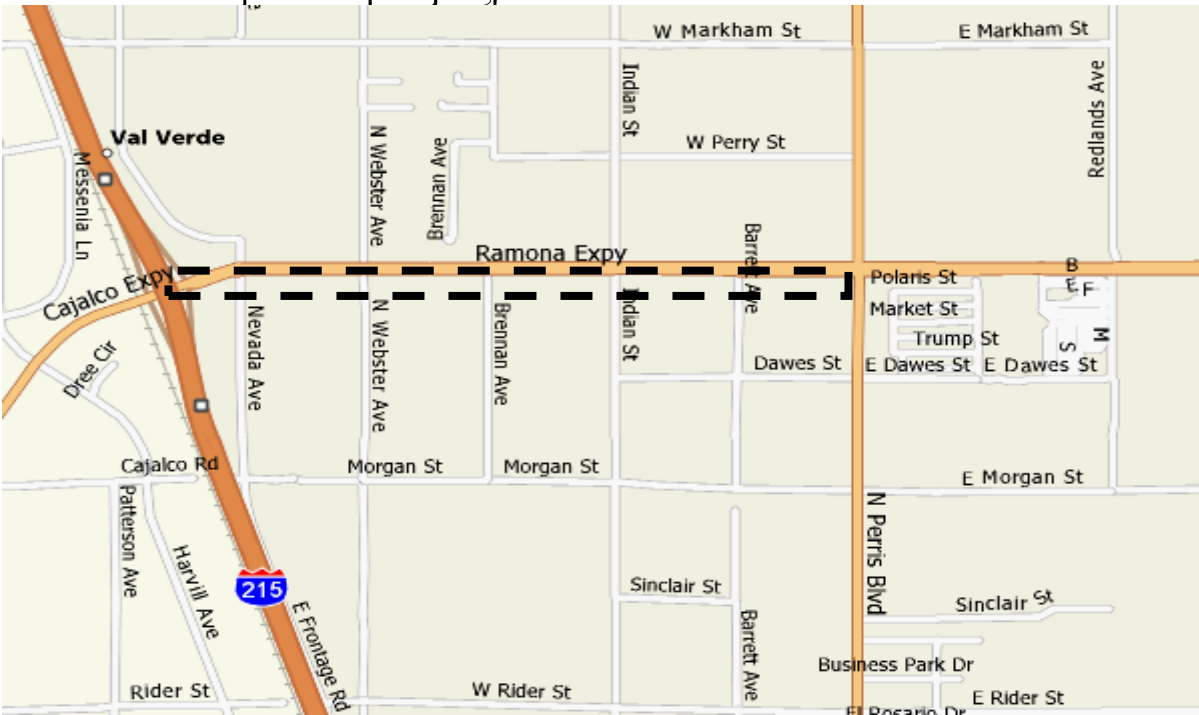 W Markham St
E Markham St
Indian St
Redlands Ave
Val Verde
N Webster Ave
W Perry St
Messenia Ln
Brennan Ave
Barrett Ave
Ramona Expy
Cajalco Expy
Polaris St
B
E
F
Nevada Ave
N Webster Ave
Brennan Ave
Indian St
Market St
Trump St
M
S
Dree Cir
Dawes St
E Dawes St
E Dawes St
Cajalco Rd
Morgan St
Morgan St
E Morgan St
Patterson Ave
N Perris Blvd
Harvill Ave
215
Sinclair St
Sinclair St
E Frontage Rd
Barrett Ave
Business Park Dr
Rider St
W Rider St
E Rider St
El Rosario Dr